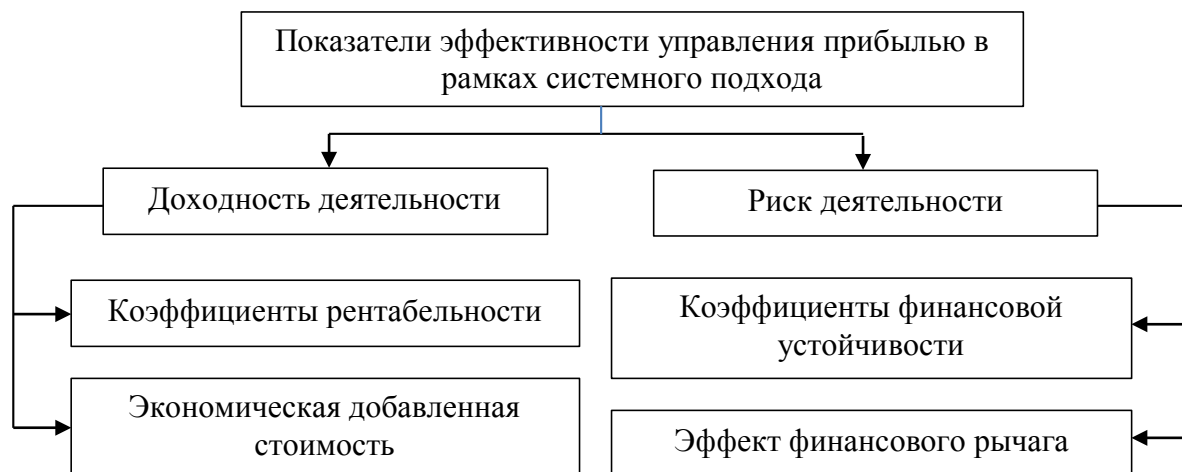 Показатели эффективности управления прибылью в
рамках системного подхода
Доходность деятельности
Риск деятельности
Коэффициенты рентабельности
Коэффициенты финансовой
устойчивости
Экономическая добавленная
стоимость
Эффект финансового рычага